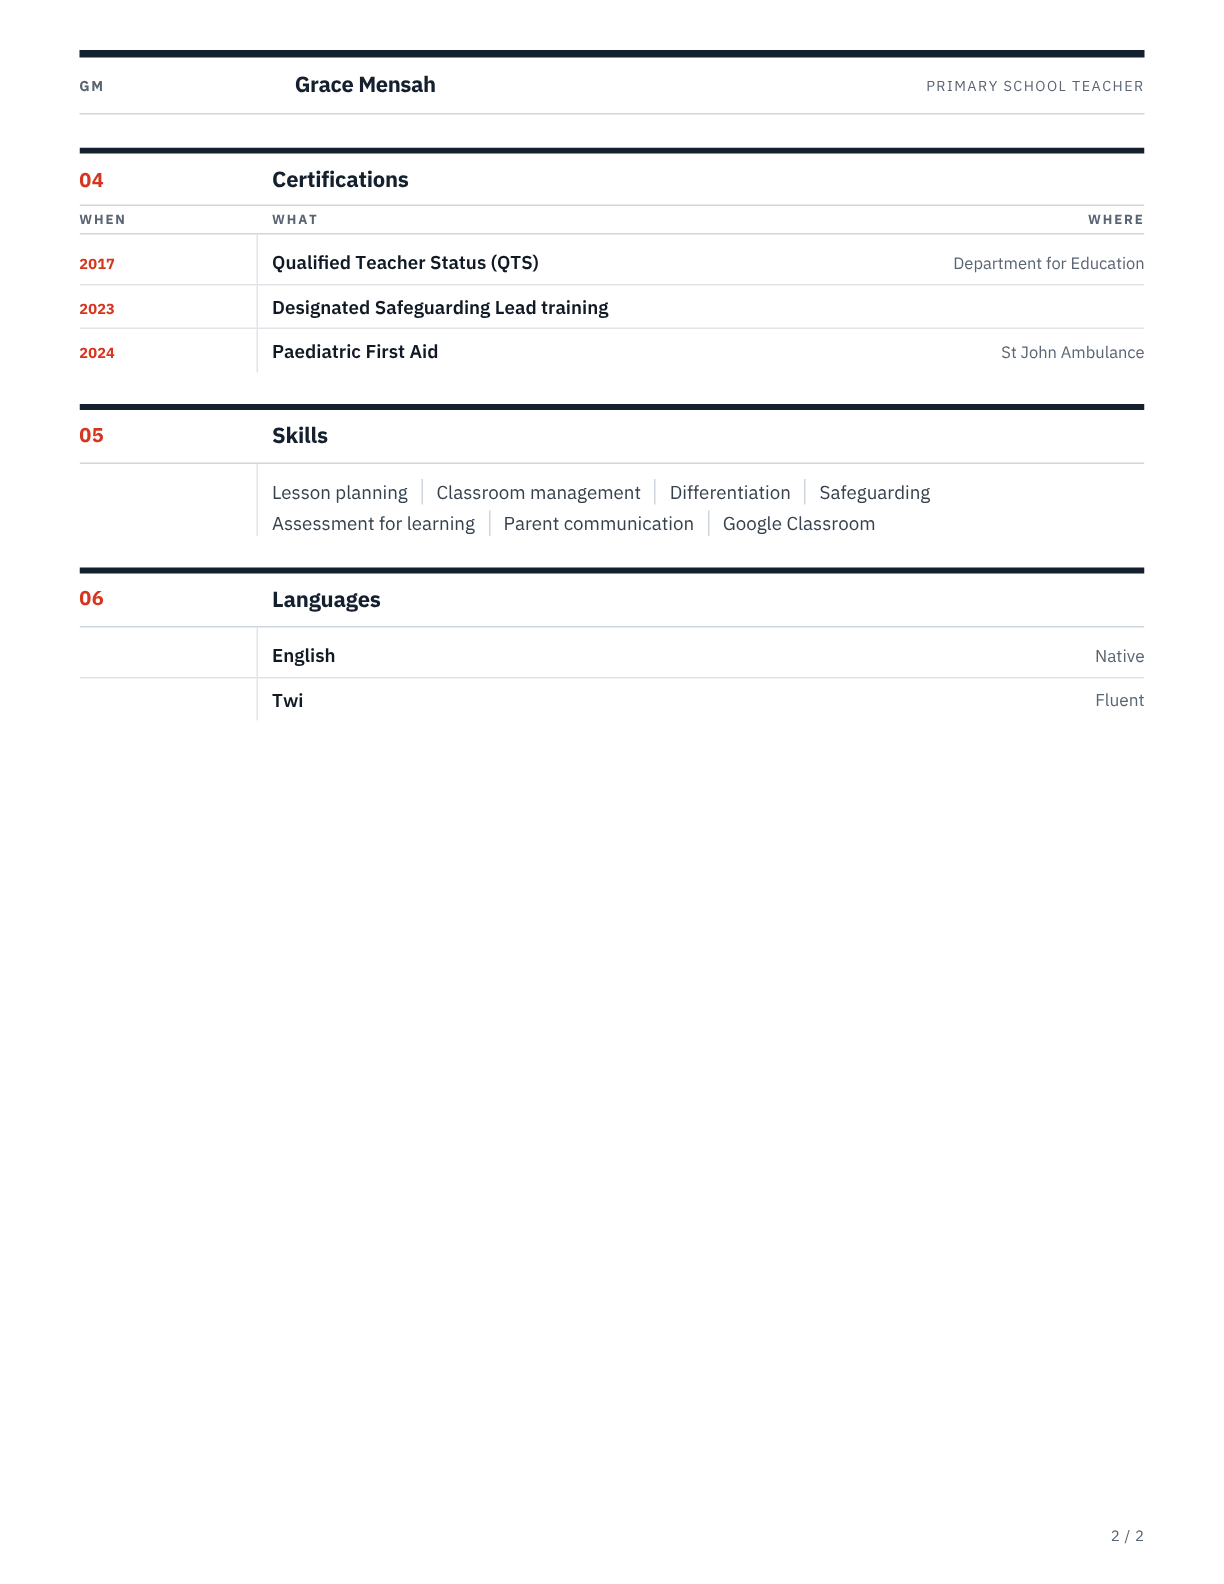 GM Grace Mensah PRIMARY SCHOOL TEACHER
04 Certifications
WHEN WHAT WHERE
2017 Qualified Teacher Status (QTS) Department for Education
2023 Designated Safeguarding Lead training
2024 Paediatric First Aid St John Ambulance
05 Skills
Lesson planning Classroom management Differentiation Safeguarding
Assessment for learning Parent communication Google Classroom
06 Languages
English Native
Twi Fluent
2 / 2